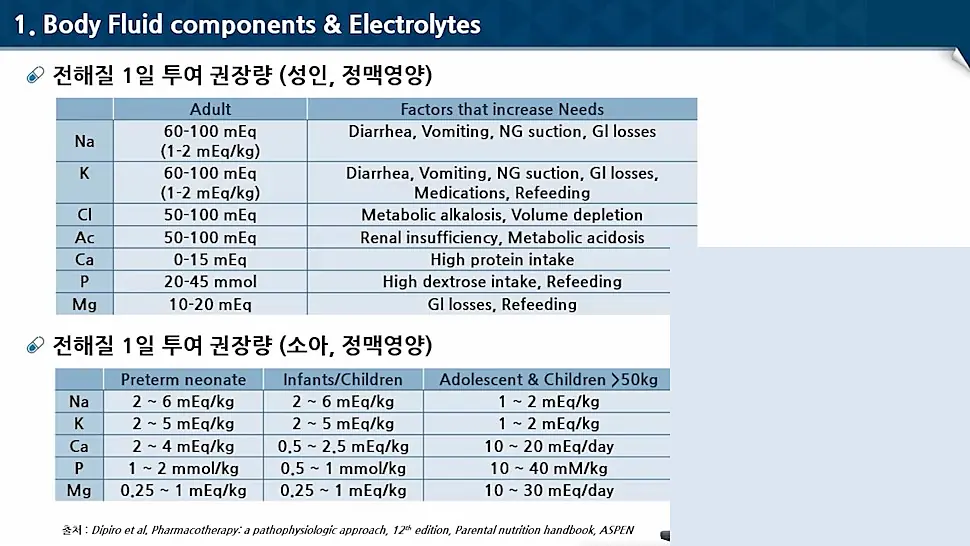 1. Body Fluid components & Electrolytes
전해질 1일 투여 권장량 (성인, 정맥영양)
Adult Factors that increase Needs
Na 60-100 mEq (1-2 mEq/kg) Diarrhea, Vomiting, NG suction, GI losses
K 60-100 mEq (1-2 mEq/kg) Diarrhea, Vomiting, NG suction, GI losses, Medications, Refeeding
Cl 50-100 mEq Metabolic alkalosis, Volume depletion
Ac 50-100 mEq Renal insufficiency, Metabolic acidosis
Ca 0-15 mEq High protein intake
P 20-45 mmol High dextrose intake, Refeeding
Mg 10-20 mEq GI losses, Refeeding
전해질 1일 투여 권장량 (소아, 정맥영양)
Preterm neonate Infants/Children Adolescent & Children >50kg
Na 2 ~ 6 mEq/kg 2 ~ 6 mEq/kg 1 ~ 2 mEq/kg
K 2 ~ 5 mEq/kg 2 ~ 5 mEq/kg 1 ~ 2 mEq/kg
Ca 2 ~ 4 mEq/kg 0.5 ~ 2.5 mEq/kg 10 ~ 20 mEq/day
P 1 ~ 2 mmol/kg 0.5 ~ 1 mmol/kg 10 ~ 40 mM/kg
Mg 0.25 ~ 1 mEq/kg 0.25 ~ 1 mEq/kg 10 ~ 30 mEq/day
출처 : Dipiro et al, Pharmacotherapy: a pathophysiologic approach, 12th edition, Parental nutrition handbook, ASPEN